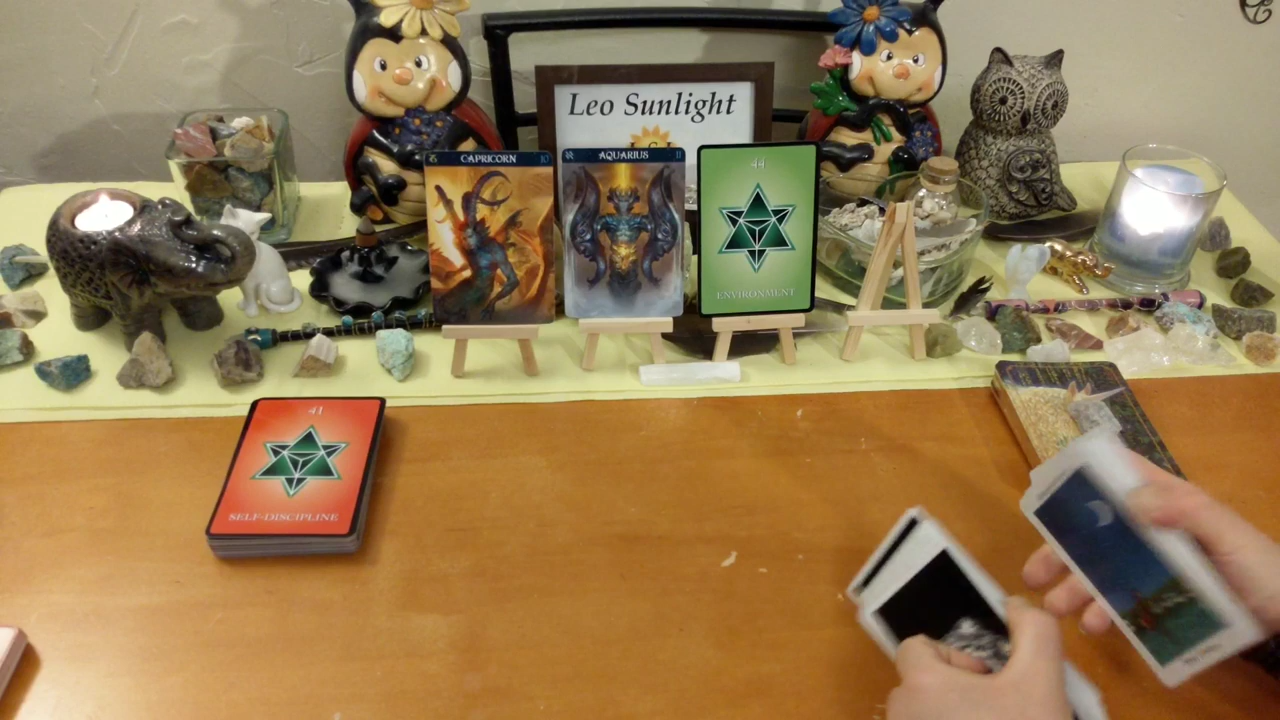 Leo Sunlight
CAPRICORN 10
AQUARIUS 11
44
ENVIRONMENT
41
SELF-DISCIPLINE